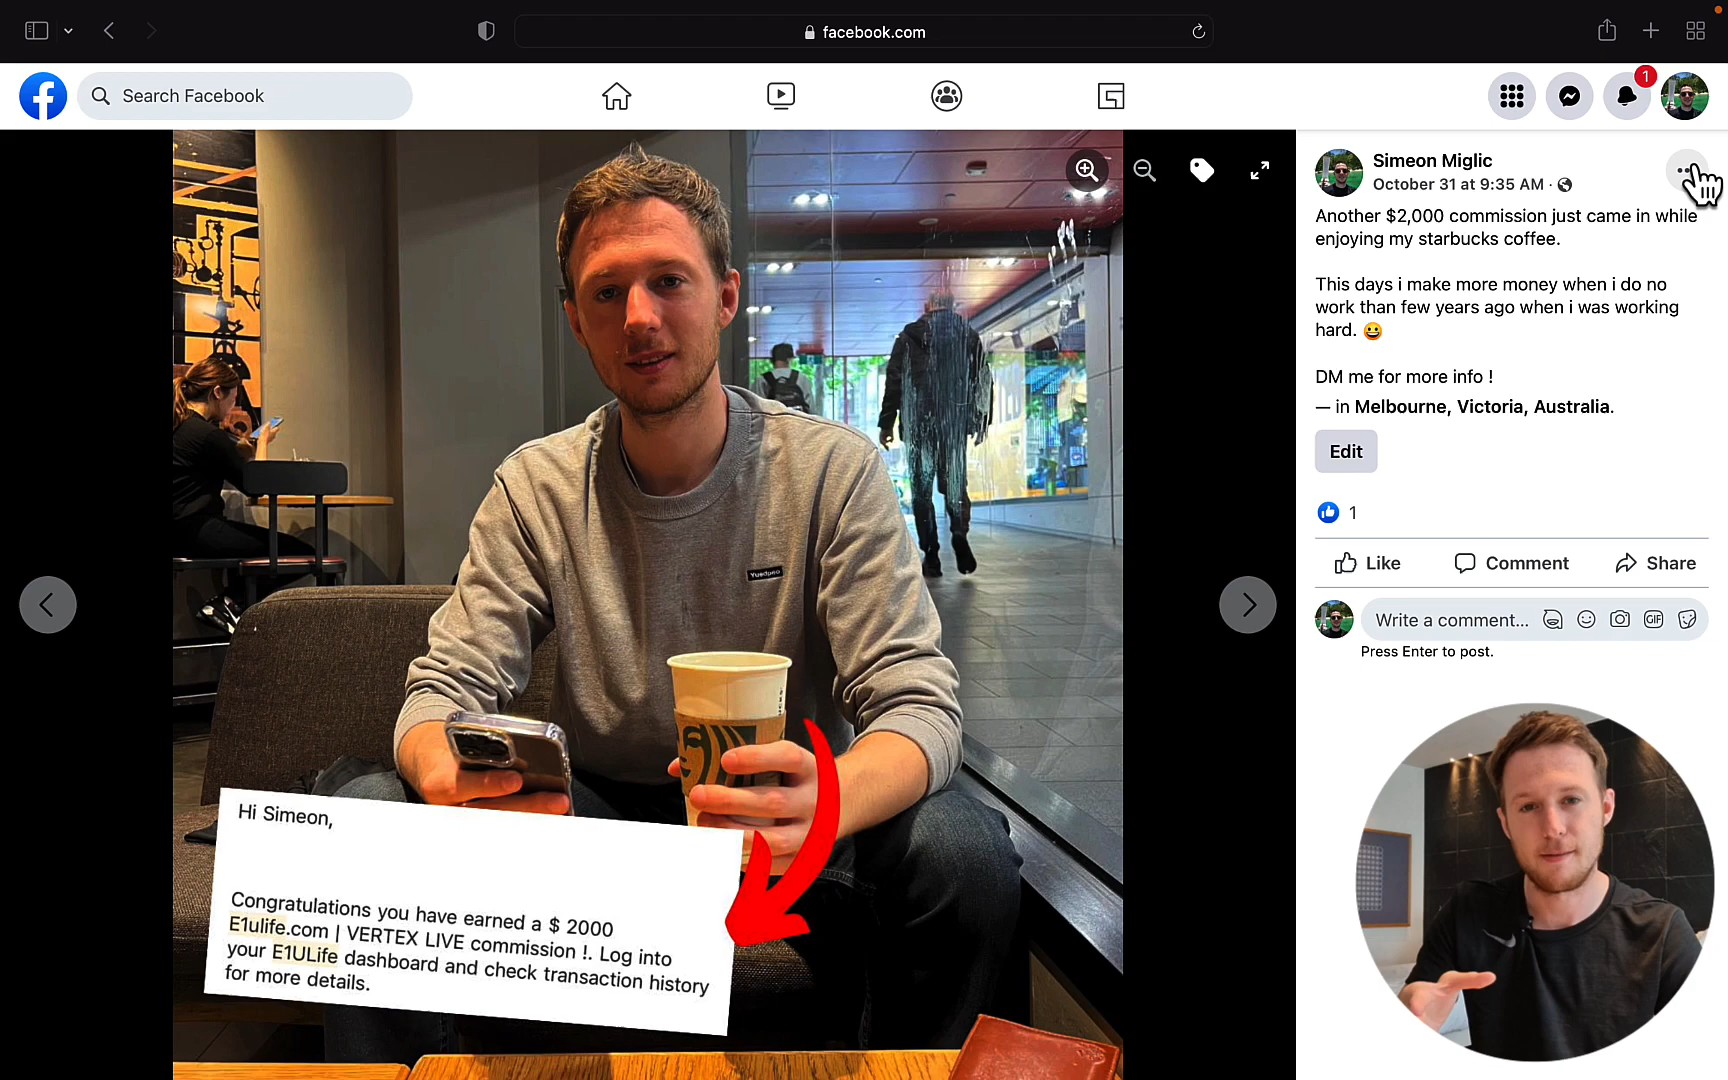 facebook.com
Search Facebook
1
Simeon Miglic
October 31 at 9:35 AM ·
Another $2,000 commission just came in while
enjoying my starbucks coffee.
This days i make more money when i do no
work than few years ago when i was working
hard. 😀
DM me for more info !
— in Melbourne, Victoria, Australia.
Edit
1
Like
Comment
Share
Write a comment...
GIF
Press Enter to post.
Hi Simeon,
Congratulations you have earned a $ 2000
E1ulife.com | VERTEX LIVE commission !. Log into
your E1ULife dashboard and check transaction history
for more details.